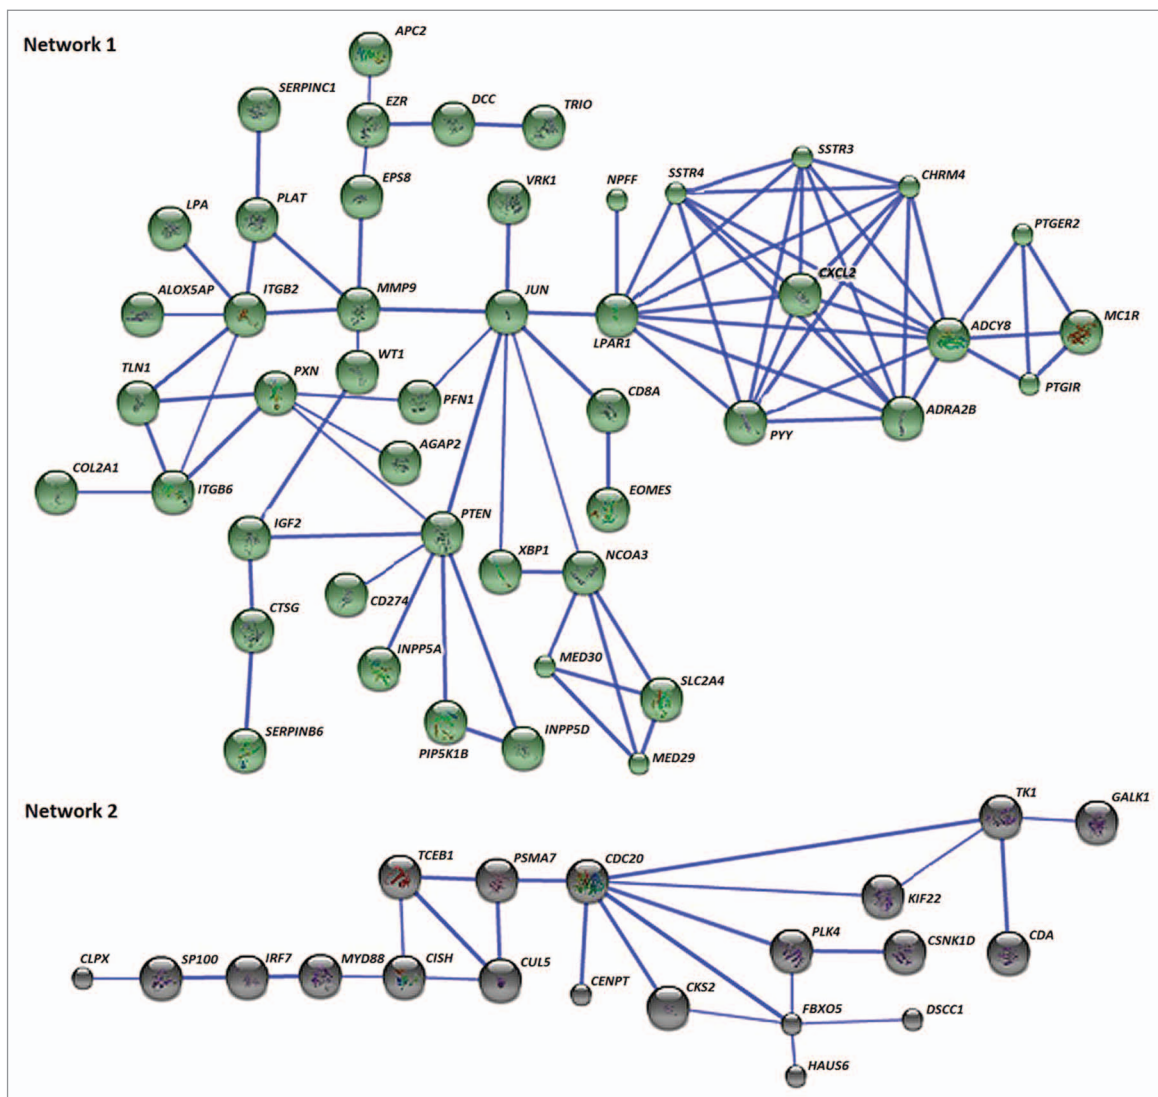 Network 1
APC2
SERPINC1
EZR
DCC
TRIO
LPA
PLAT
EPS8
VRK1
NPFF
SSTR4
SSTR3
CHRM4
PTGER2
ALOX5AP
ITGB2
MMP9
JUN
LPAR1
CXCL2
ADCY8
MC1R
TLN1
PXN
WT1
PFN1
CD8A
PTGIR
PYY
ADRA2B
AGAP2
COL2A1
ITGB6
EOMES
IGF2
PTEN
XBP1
NCOA3
CD274
CTSG
INPP5A
MED30
SLC2A4
SERPINB6
PIP5K1B
INPP5D
MED29
Network 2
TK1
GALK1
TCEB1
PSMA7
CDC20
KIF22
PLK4
CSNK1D
CDA
CLPX
SP100
IRF7
MYD88
CISH
CUL5
CENPT
CKS2
FBXO5
DSCC1
HAUS6